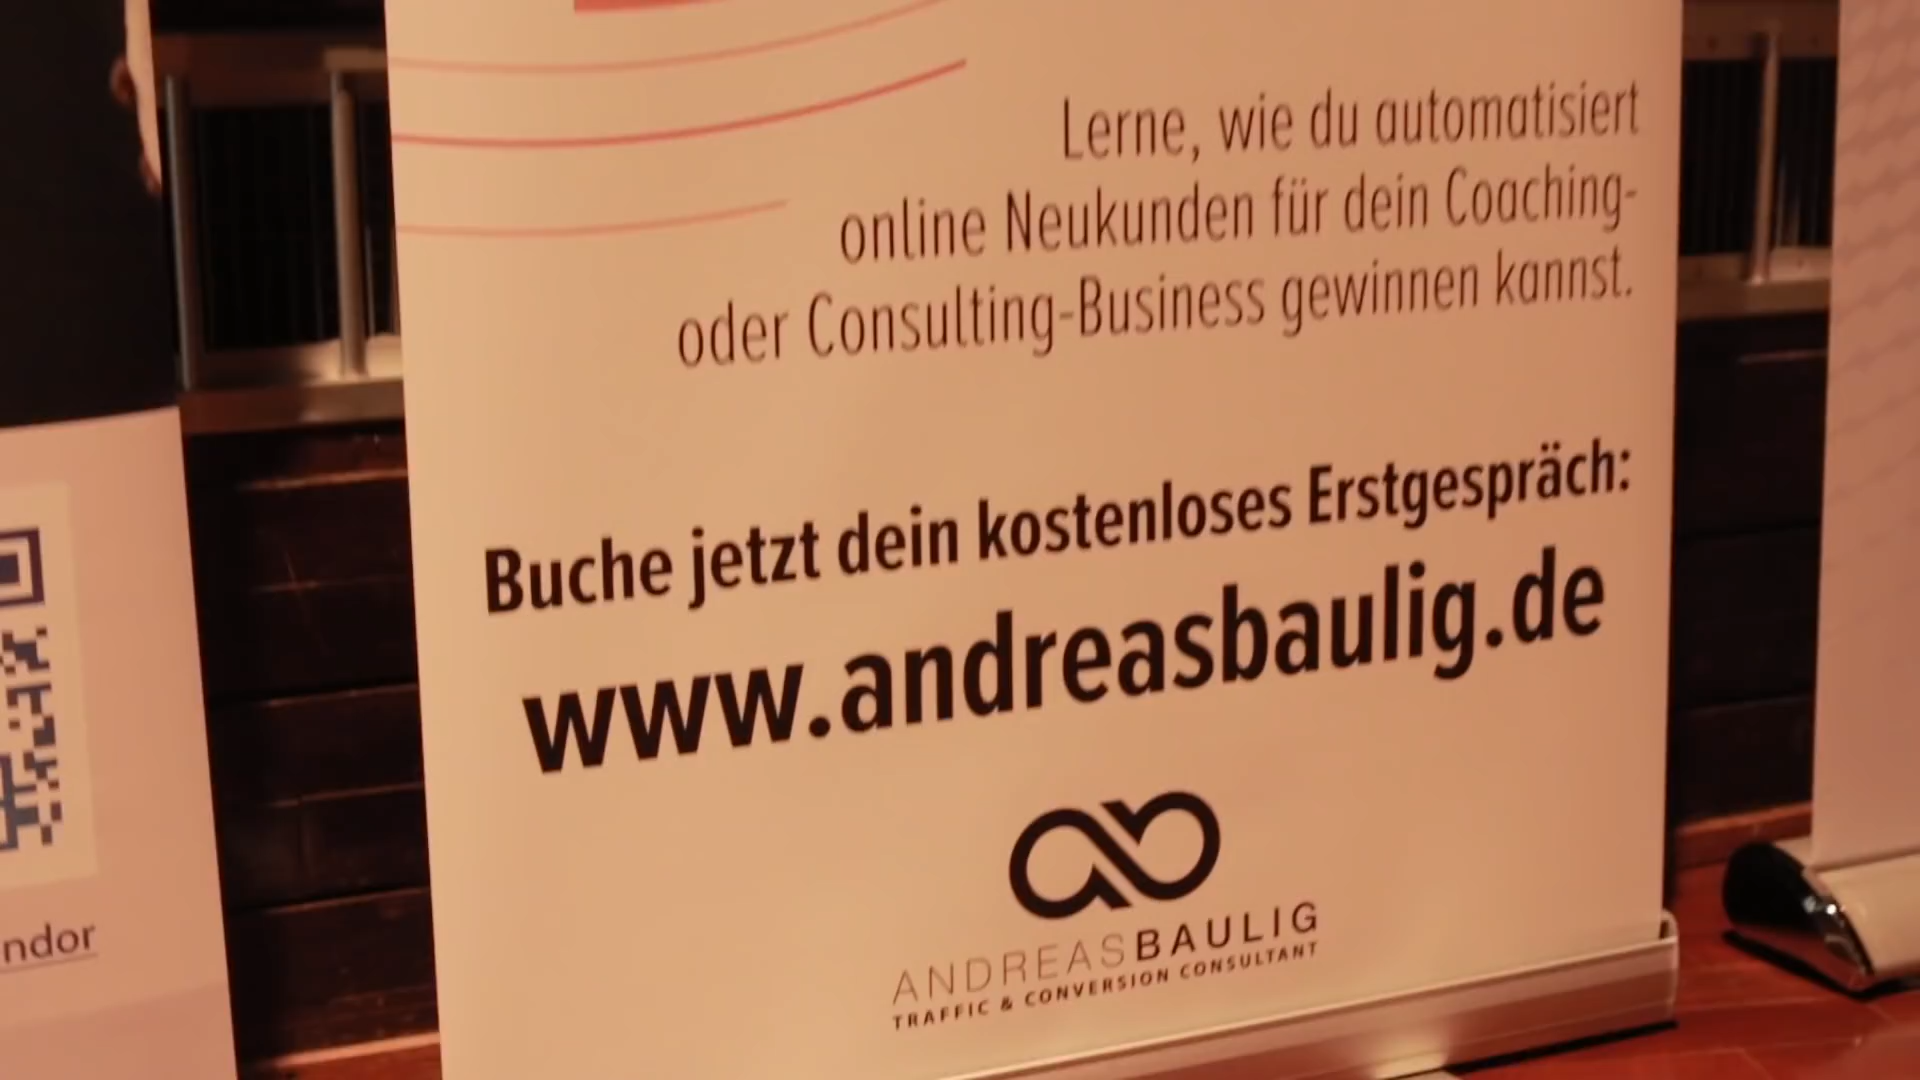 Lerne, wie du automatisiert
online Neukunden für dein Coaching-
oder Consulting-Business gewinnen kannst.
Buche jetzt dein kostenloses Erstgespräch:
www.andreasbaulig.de
ANDREASBAULIG
TRAFFIC & CONVERSION CONSULTANT
ndor